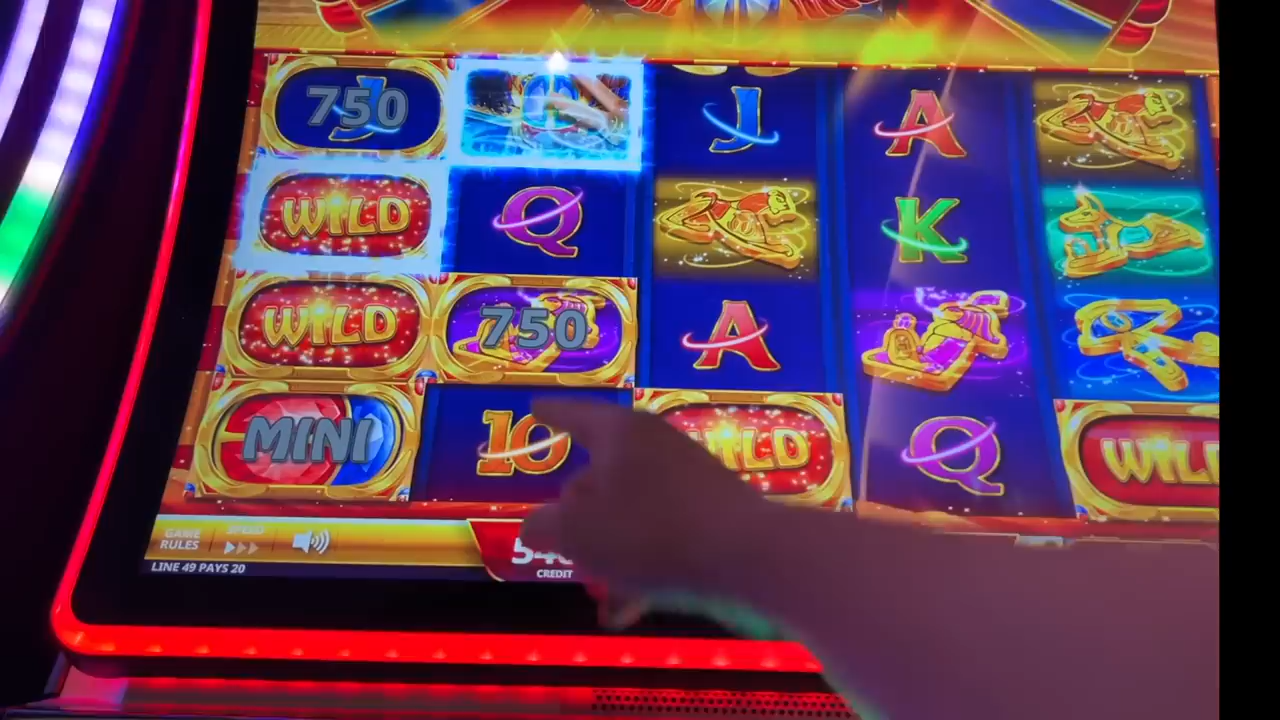 750 J A
WILD Q K
WILD 750 A
MINI 10 WILD Q WILD
GAME RULES SPEED
CREDIT
LINE 49 PAYS 20